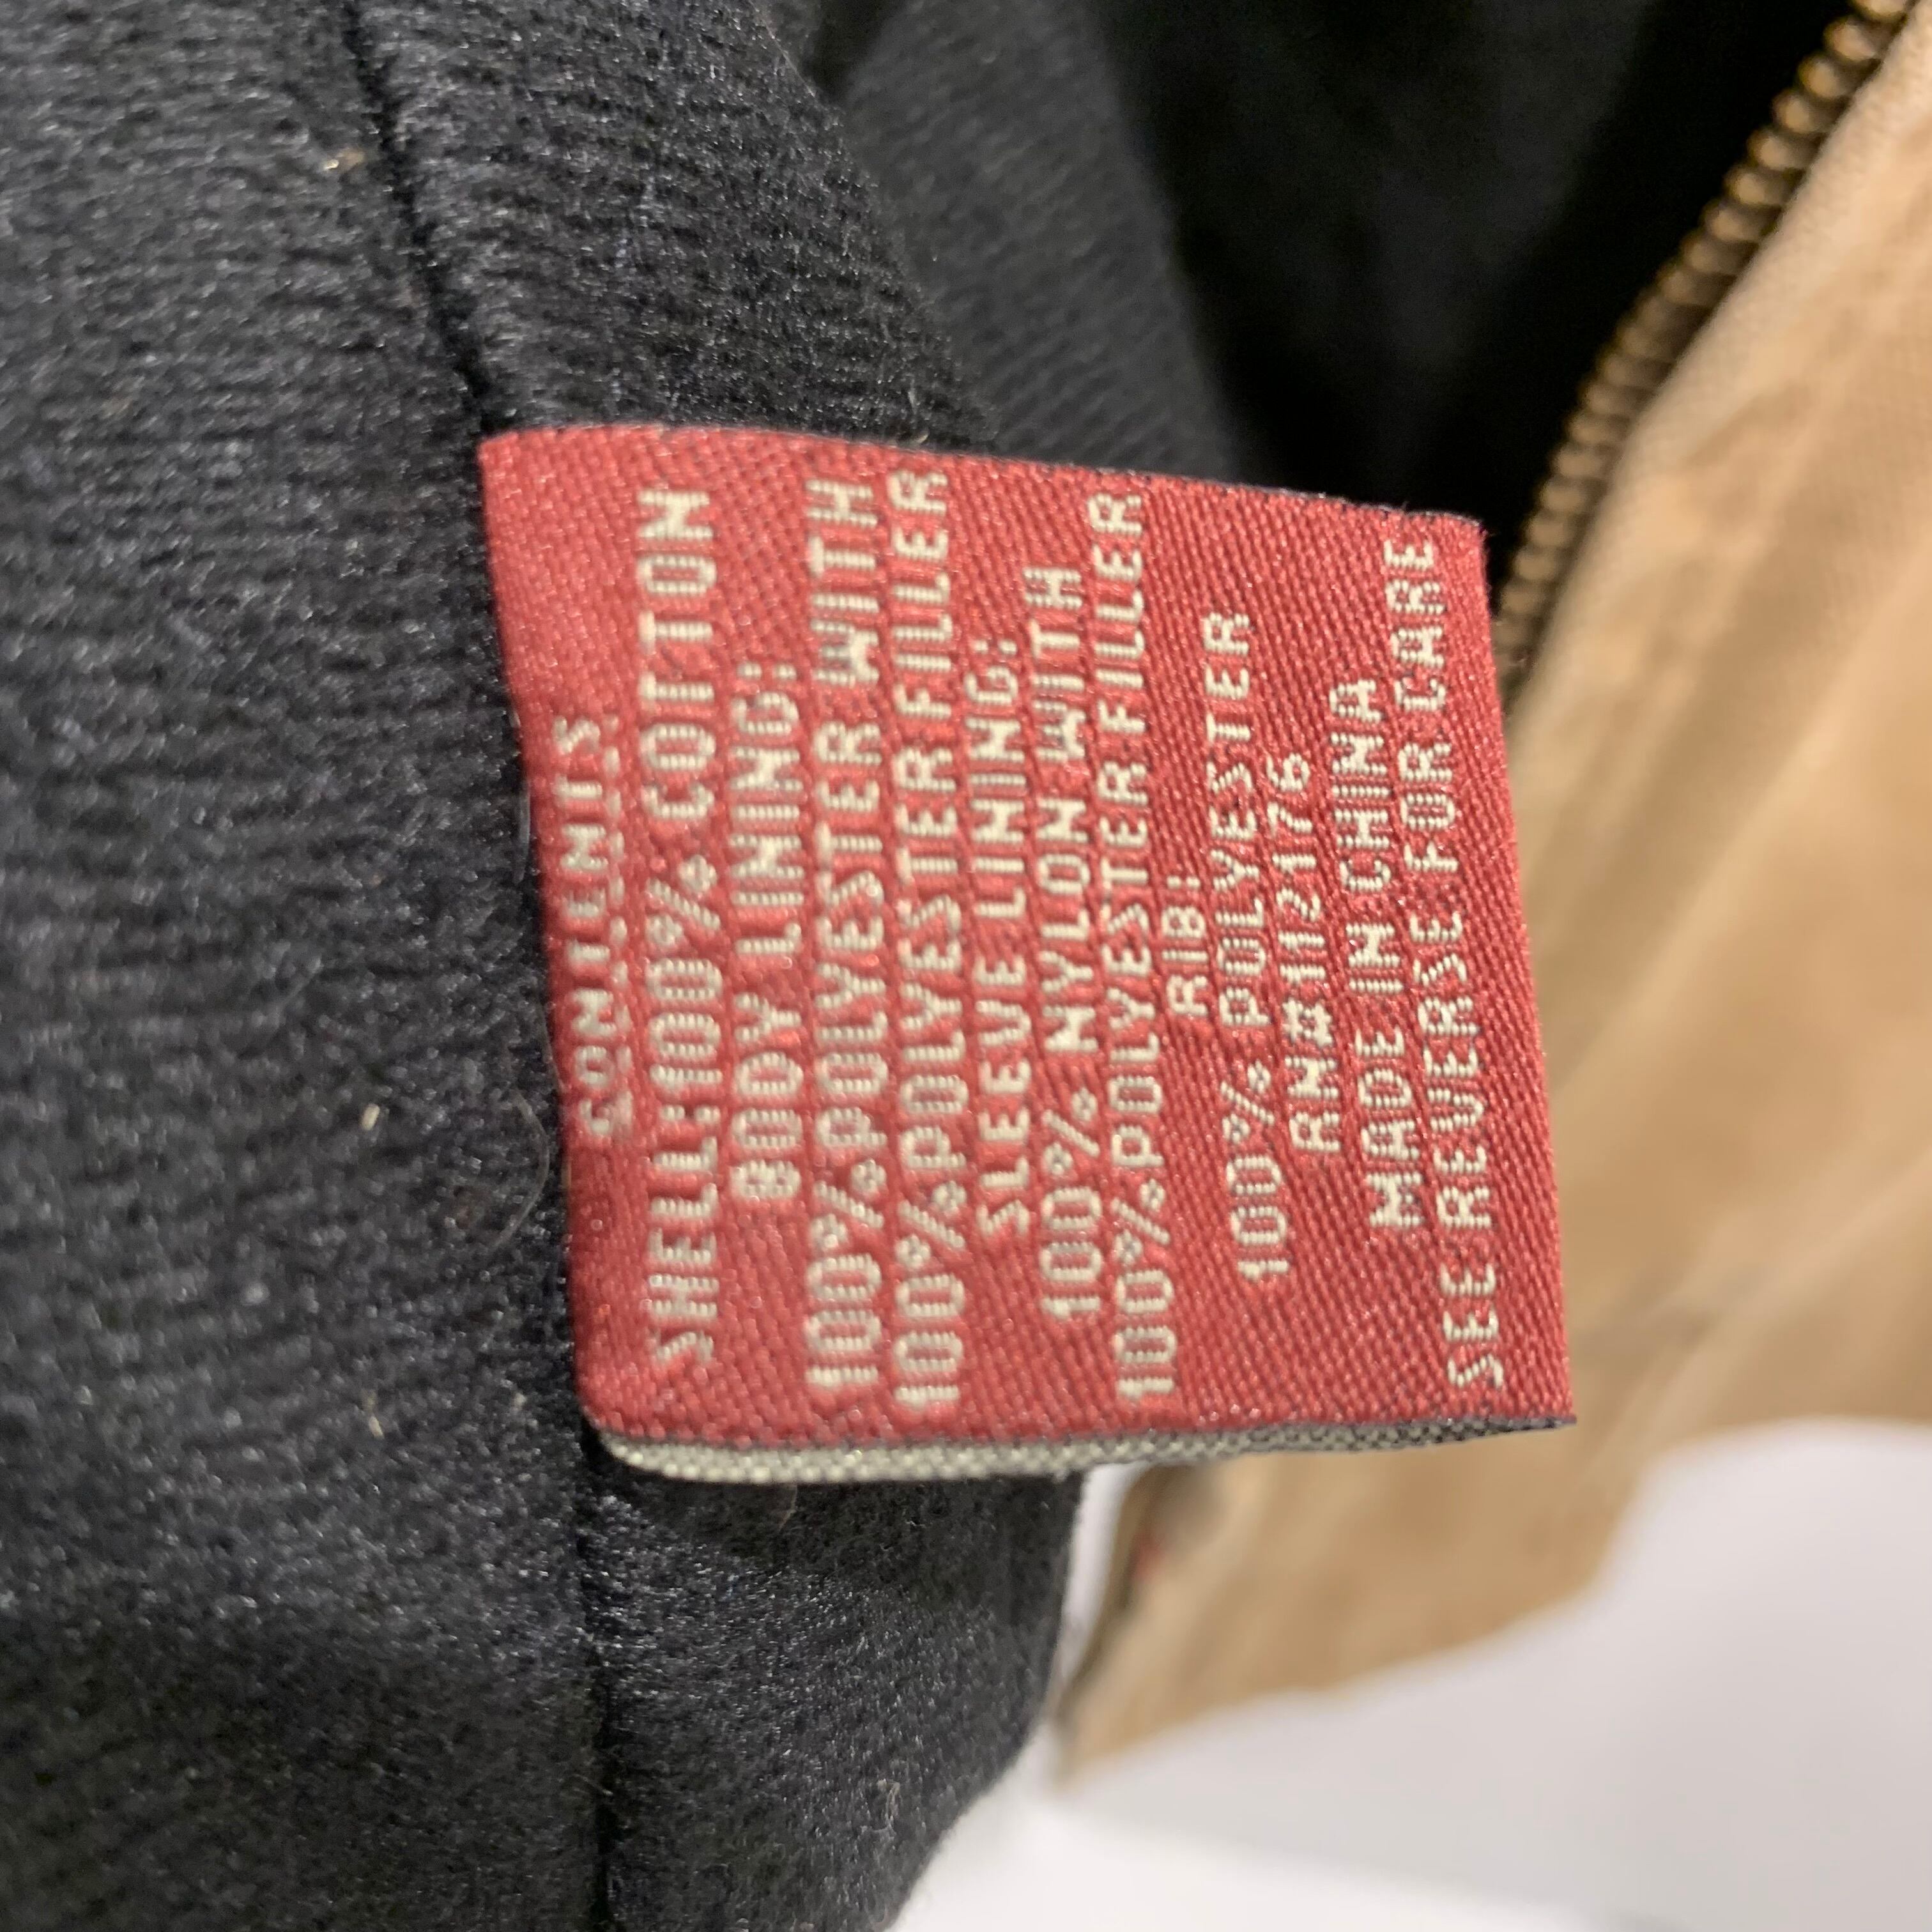 CONTENTS
SHELL:100% COTTON
BODY LINING:
100% POLYESTER WITH
100% POLYESTER FILLER
SLEEVE LINING:
100% NYLON WITH
100% POLYESTER FILLER
RIB:
100% POLYESTER
RN#112176
MADE IN CHINA
SEE REVERSE FOR CARE